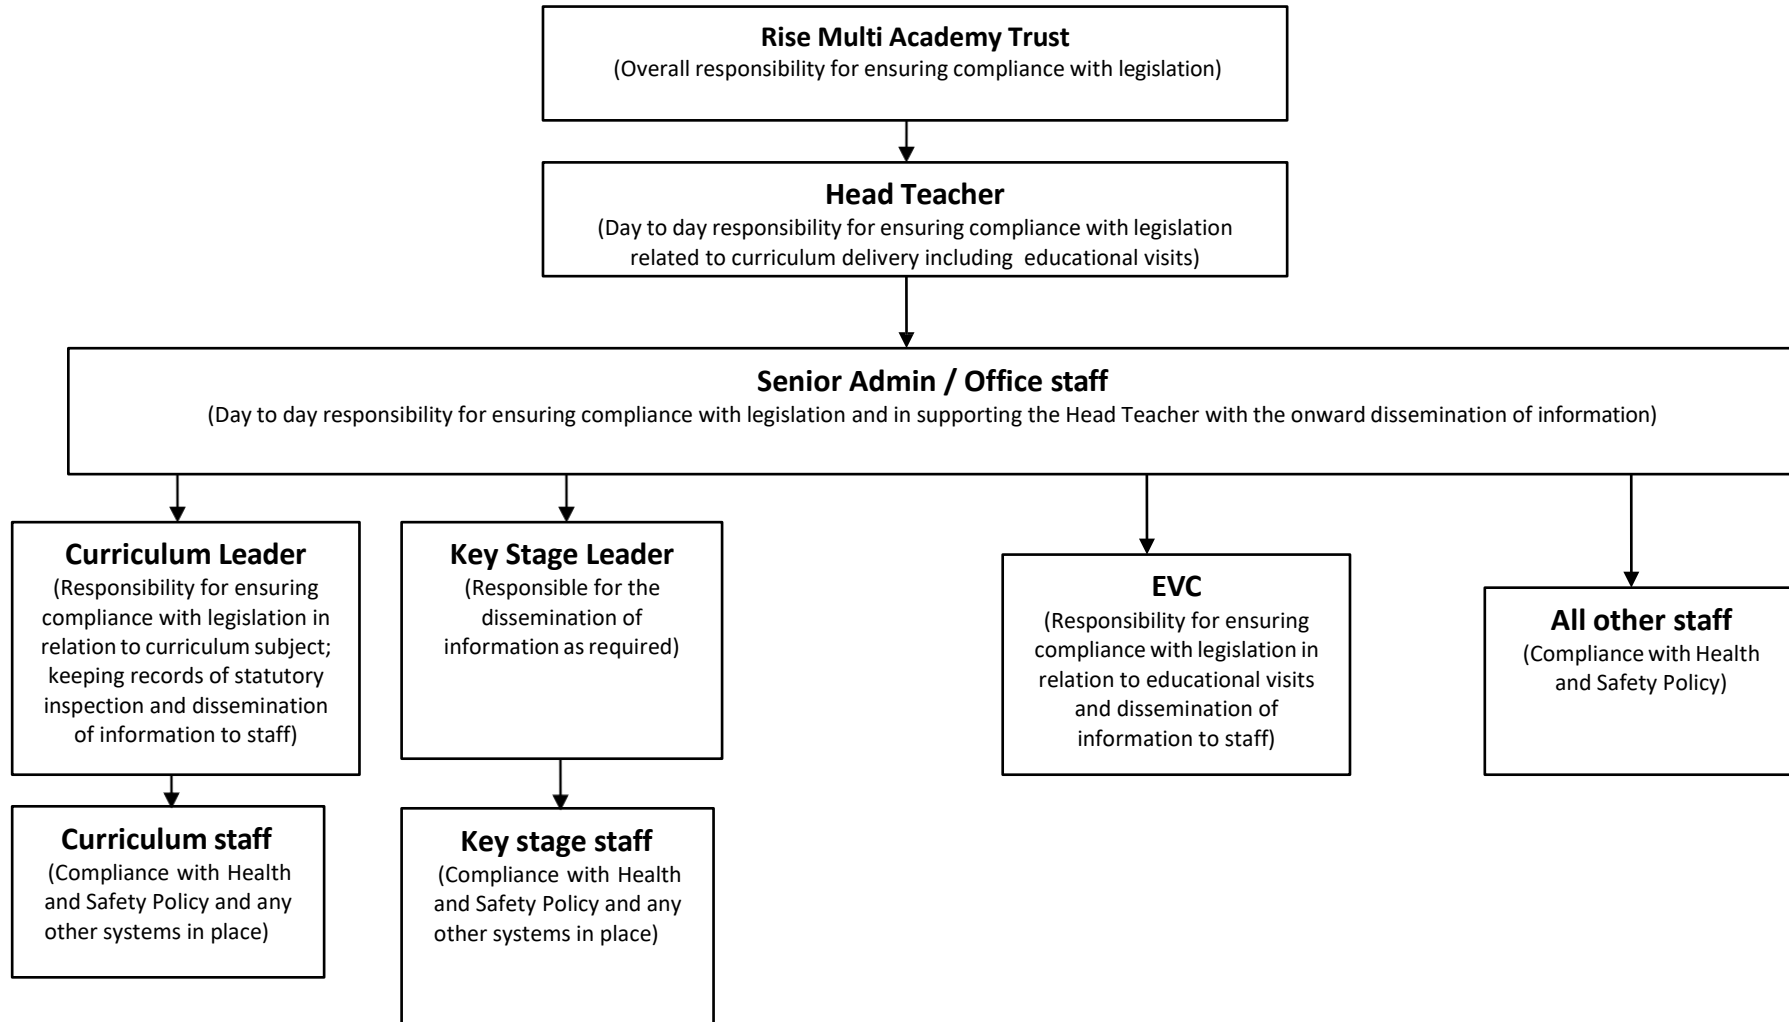 Rise Multi Academy Trust
(Overall responsibility for ensuring compliance with legislation)
Head Teacher
(Day to day responsibility for ensuring compliance with legislation
related to curriculum delivery including educational visits)
Senior Admin / Office staff
(Day to day responsibility for ensuring compliance with legislation and in supporting the Head Teacher with the onward dissemination of information)
Curriculum Leader
(Responsibility for ensuring
compliance with legislation in
relation to curriculum subject;
keeping records of statutory
inspection and dissemination
of information to staff)
Key Stage Leader
(Responsible for the
dissemination of
information as required)
EVC
(Responsibility for ensuring
compliance with legislation in
relation to educational visits
and dissemination of
information to staff)
All other staff
(Compliance with Health
and Safety Policy)
Curriculum staff
(Compliance with Health
and Safety Policy and any
other systems in place)
Key stage staff
(Compliance with Health
and Safety Policy and any
other systems in place)